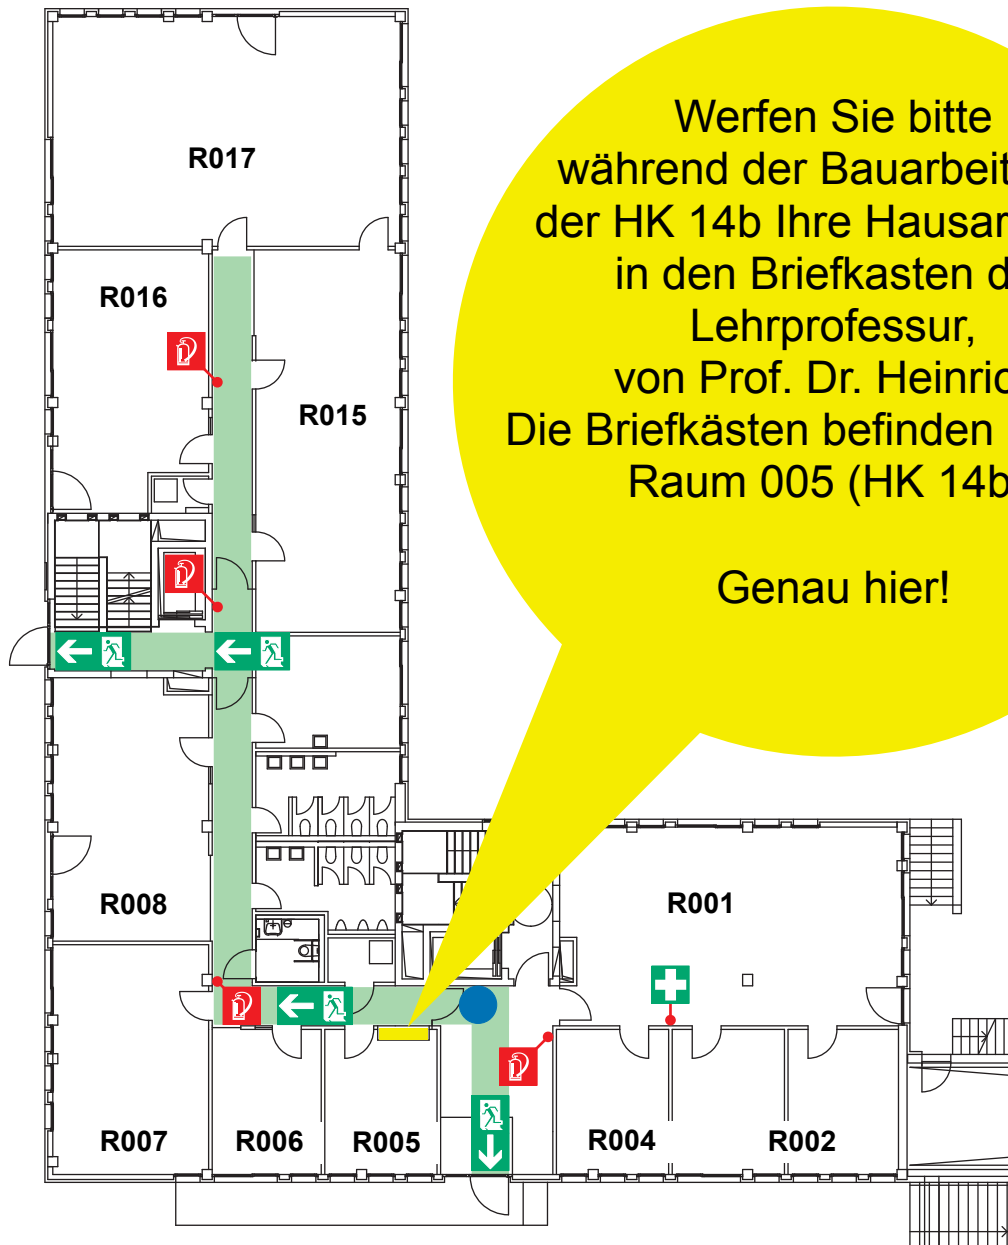 Werfen Sie bitte
während der Bauarbeit
der HK 14b Ihre Hausar
in den Briefkasten d
Lehrprofessur,
von Prof. Dr. Heinric
Die Briefkästen befinden
Raum 005 (HK 14b
Genau hier!
R017
R016
R015
R008
R001
R007
R006
R005
R004
R002